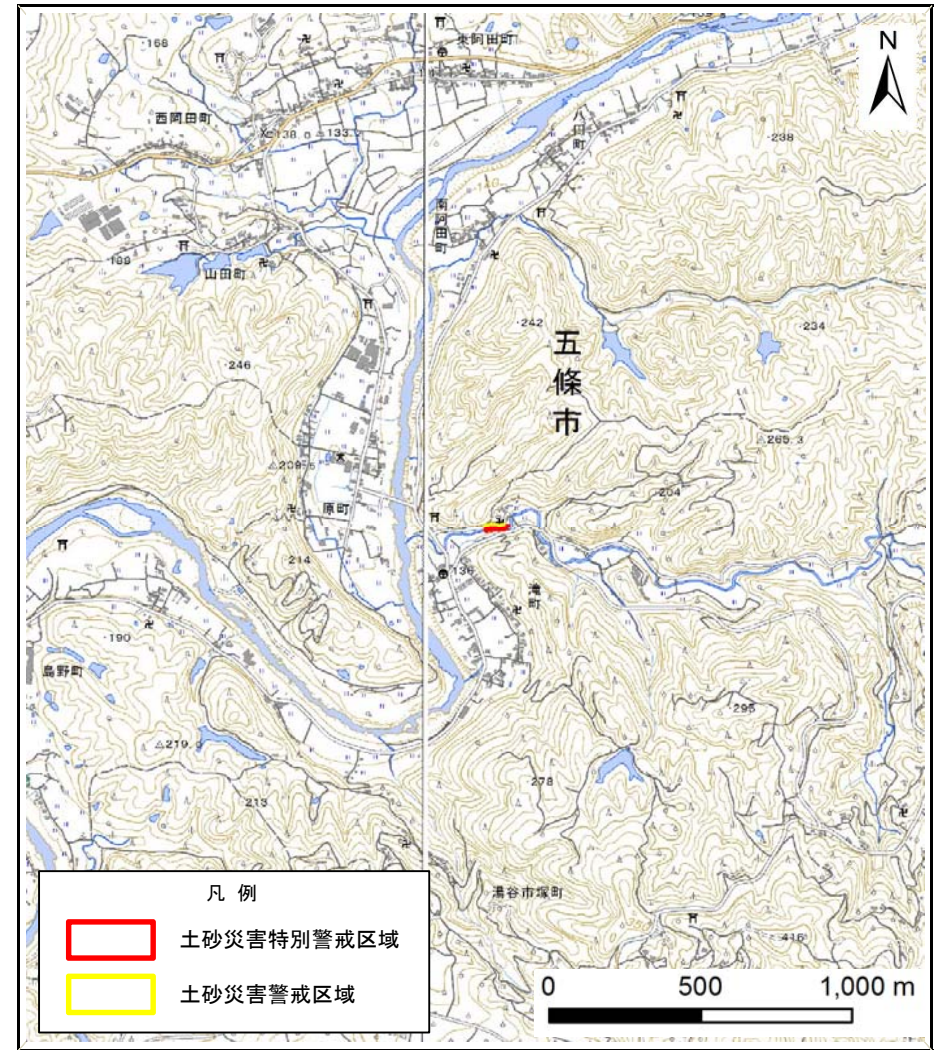 東阿田町
N
・168
西阿田町
138.0
133
八田町
・238
南阿田町
山田町
・242
・234
五條市
・246
△265.3
△209.5
・204
原町
214
136
滝町
・190
島野町
295
△219.
278
213
湯谷市塚町
・416
凡 例
土砂災害特別警戒区域
土砂災害警戒区域
0 500 1,000 m